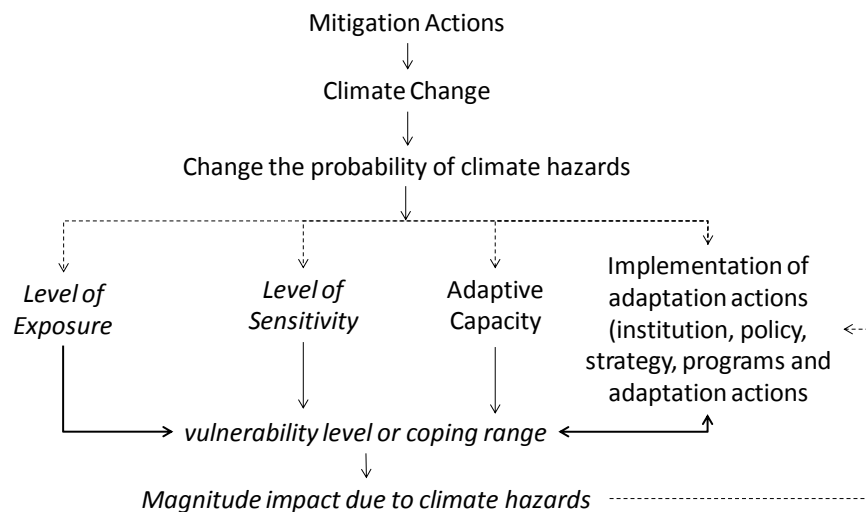 Mitigation Actions
Climate Change
Change the probability of climate hazards
Level of
Exposure
Level of
Sensitivity
Adaptive
Capacity
Implementation of
adaptation actions
(institution, policy,
strategy, programs and
adaptation actions
vulnerability level or coping range
Magnitude impact due to climate hazards